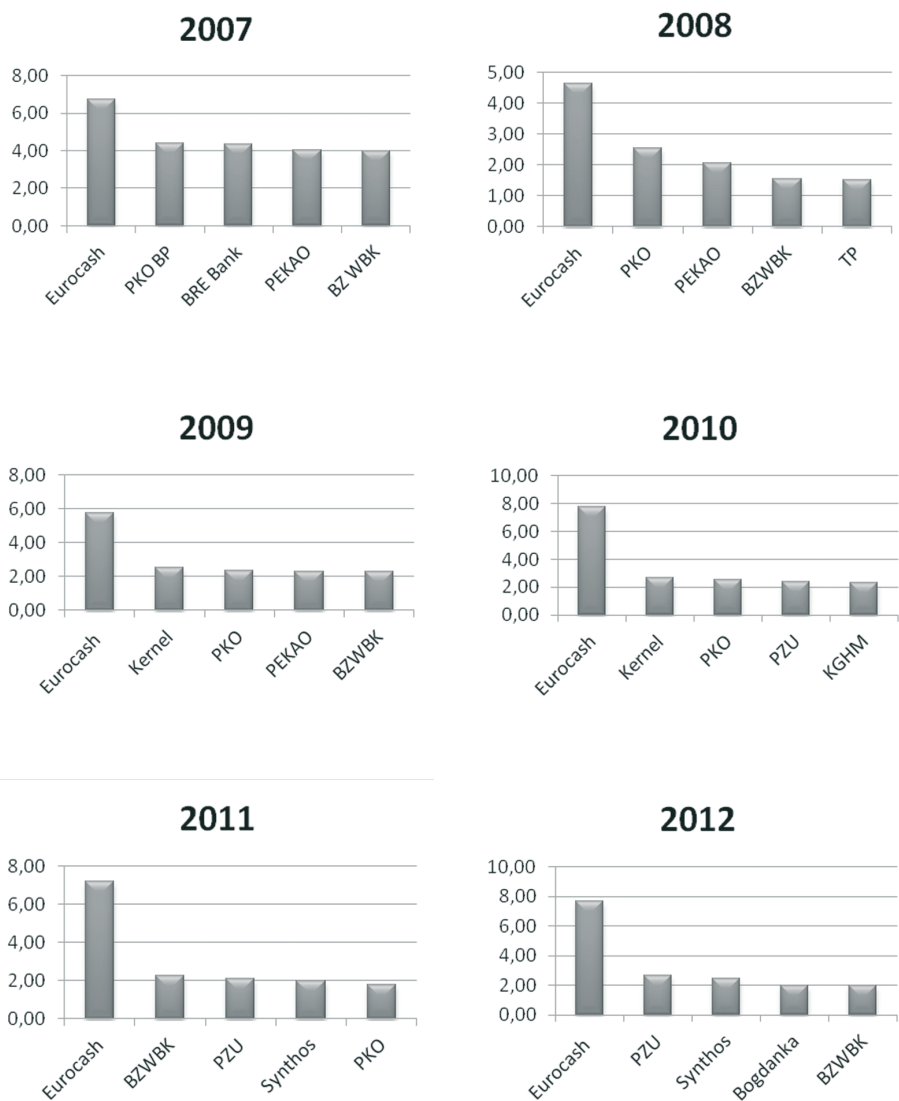 2007
8,00
6,00
4,00
2,00
0,00
Eurocash
PKO BP
BRE Bank
PEKAO
BZ WBK
2008
5,00
4,00
3,00
2,00
1,00
0,00
Eurocash
PKO
PEKAO
BZWBK
TP
2009
8,00
6,00
4,00
2,00
0,00
Eurocash
Kernel
PKO
PEKAO
BZWBK
2010
10,00
8,00
6,00
4,00
2,00
0,00
Eurocash
Kernel
PKO
PZU
KGHM
2011
8,00
6,00
4,00
2,00
0,00
Eurocash
BZWBK
PZU
Synthos
PKO
2012
10,00
8,00
6,00
4,00
2,00
0,00
Eurocash
PZU
Synthos
Bogdanka
BZWBK